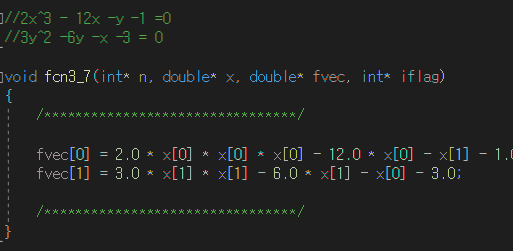 //2x^3 - 12x -y -1 =0
//3y^2 -6y -x -3 = 0
void fcn3_7(int* n, double* x, double* fvec, int* iflag)
{
/*******************************/
fvec[0] = 2.0 * x[0] * x[0] * x[0] - 12.0 * x[0] - x[1] - 1.
fvec[1] = 3.0 * x[1] * x[1] - 6.0 * x[1] - x[0] - 3.0;
/*******************************/
}